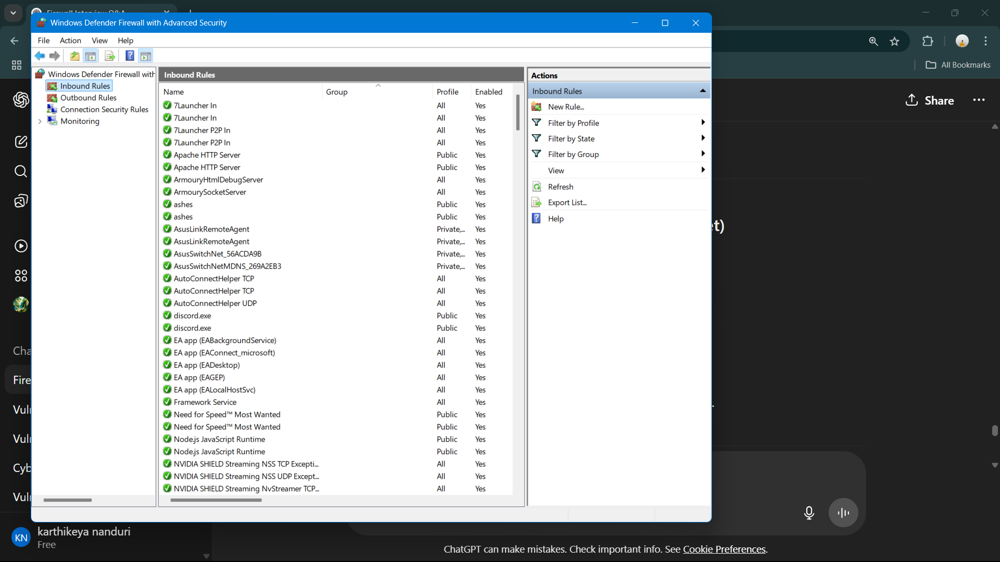 Windows Defender Firewall with Advanced Security
File Action View Help
All Bookmarks
Windows Defender Firewall with
Inbound Rules
Outbound Rules
Connection Security Rules
Monitoring
Inbound Rules
Name Group Profile Enabled
7Launcher In All Yes
7Launcher In All Yes
7Launcher P2P In All Yes
7Launcher P2P In All Yes
Apache HTTP Server Public Yes
Apache HTTP Server Public Yes
ArmouryHtmlDebugServer All Yes
ArmourySocketServer All Yes
ashes Public Yes
ashes Public Yes
AsusLinkRemoteAgent Private,... Yes
AsusLinkRemoteAgent Private,... Yes
AsusSwitchNet_56ACDA9B Private,... Yes
AsusSwitchNetMDNS_269A2EB3 Private,... Yes
AutoConnectHelper TCP All Yes
AutoConnectHelper TCP All Yes
AutoConnectHelper UDP All Yes
discord.exe Public Yes
discord.exe Public Yes
EA app (EABackgroundService) All Yes
EA app (EAConnect_microsoft) All Yes
EA app (EADesktop) All Yes
EA app (EAGEP) All Yes
EA app (EALocalHostSvc) All Yes
Framework Service All Yes
Need for Speed™ Most Wanted Public Yes
Need for Speed™ Most Wanted Public Yes
Node.js JavaScript Runtime Public Yes
Node.js JavaScript Runtime Public Yes
NVIDIA SHIELD Streaming NSS TCP Excepti... All Yes
NVIDIA SHIELD Streaming NSS UDP Except... All Yes
NVIDIA SHIELD Streaming NvStreamer TCP... All Yes
Actions
Inbound Rules
New Rule...
Filter by Profile
Filter by State
Filter by Group
View
Refresh
Export List...
Help
Share
et)
Cha
Fire
Vuln
Vuln
Cyb
Vuln
KN
karthikeya nanduri
Free
ChatGPT can make mistakes. Check important info. See Cookie Preferences.